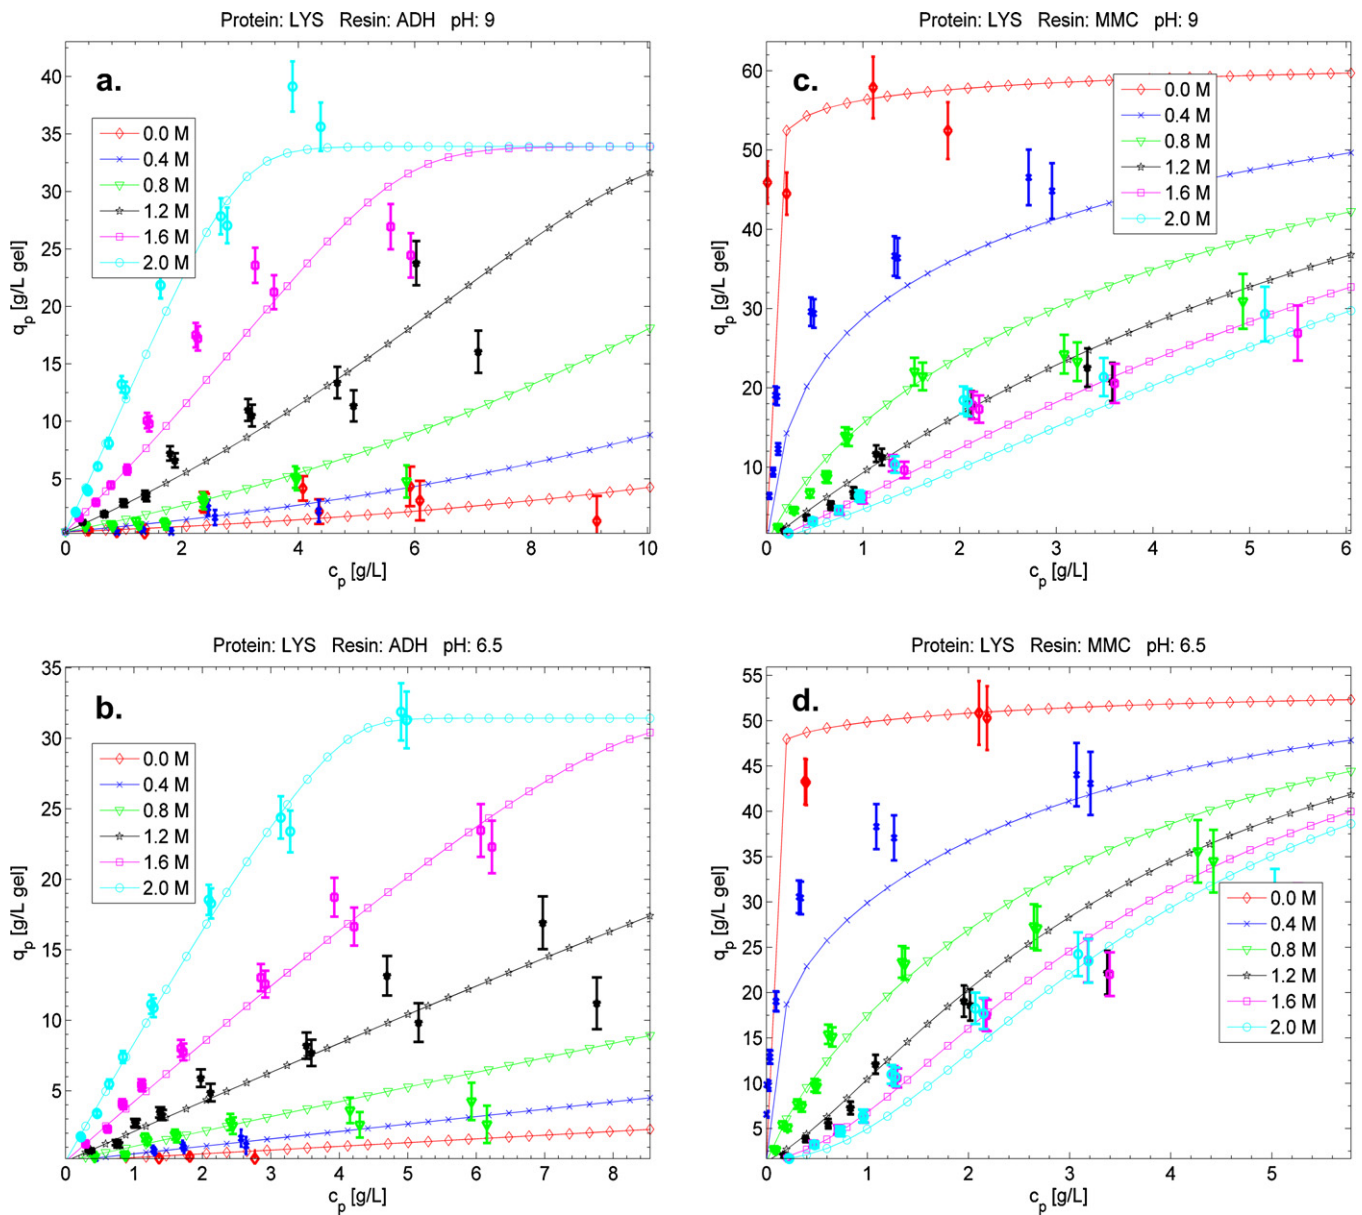 Protein: LYS Resin: ADH pH: 9
a.
0.0 M
0.4 M
0.8 M
1.2 M
1.6 M
2.0 M
40
35
30
25
20
15
10
5
q_p [g/L gel]
0 2 4 6 8 10
c_p [g/L]
Protein: LYS Resin: MMC pH: 9
c.
0.0 M
0.4 M
0.8 M
1.2 M
1.6 M
2.0 M
60
50
40
30
20
10
q_p [g/L gel]
0 1 2 3 4 5 6
c_p [g/L]
Protein: LYS Resin: ADH pH: 6.5
b.
0.0 M
0.4 M
0.8 M
1.2 M
1.6 M
2.0 M
35
30
25
20
15
10
5
q_p [g/L gel]
0 1 2 3 4 5 6 7 8
c_p [g/L]
Protein: LYS Resin: MMC pH: 6.5
d.
0.0 M
0.4 M
0.8 M
1.2 M
1.6 M
2.0 M
55
50
45
40
35
30
25
20
15
10
5
q_p [g/L gel]
0 1 2 3 4 5
c_p [g/L]